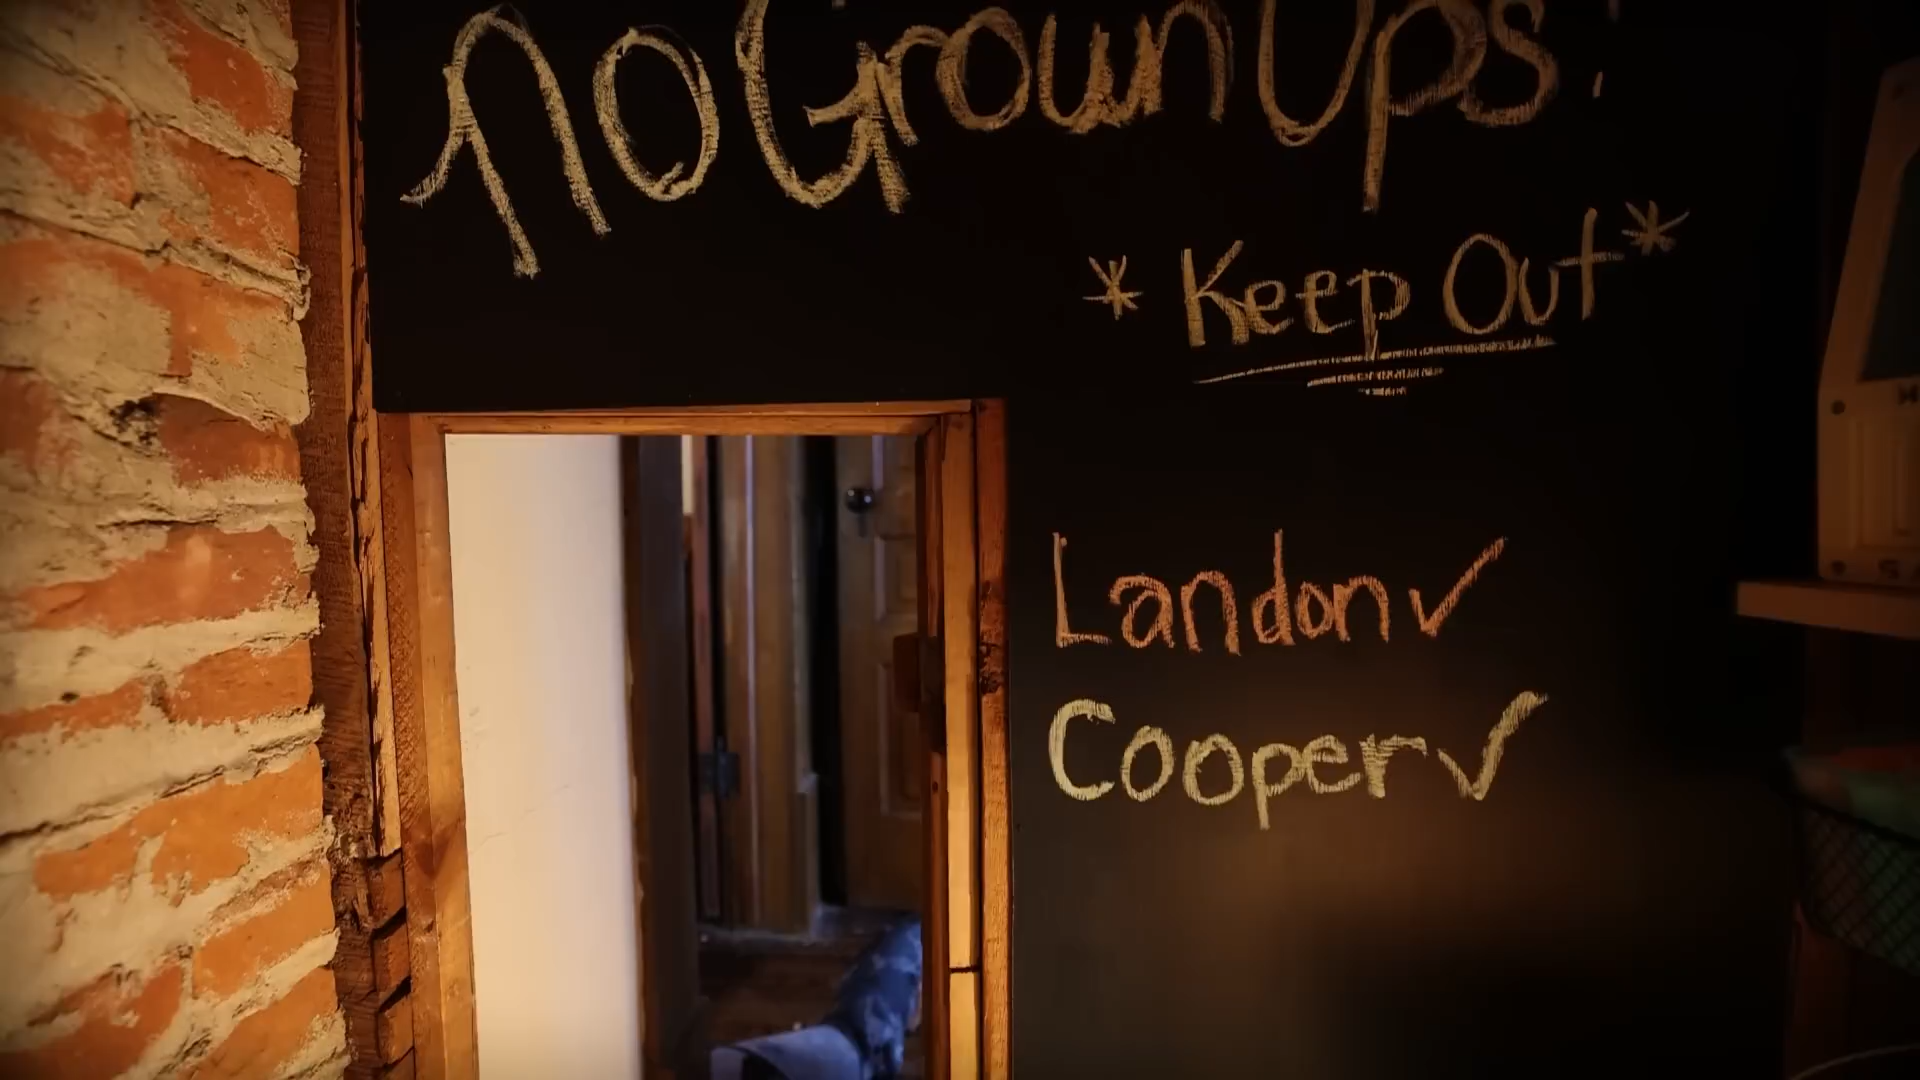 no Grown Ups!
* Keep Out *
Landon ✓
Cooper ✓